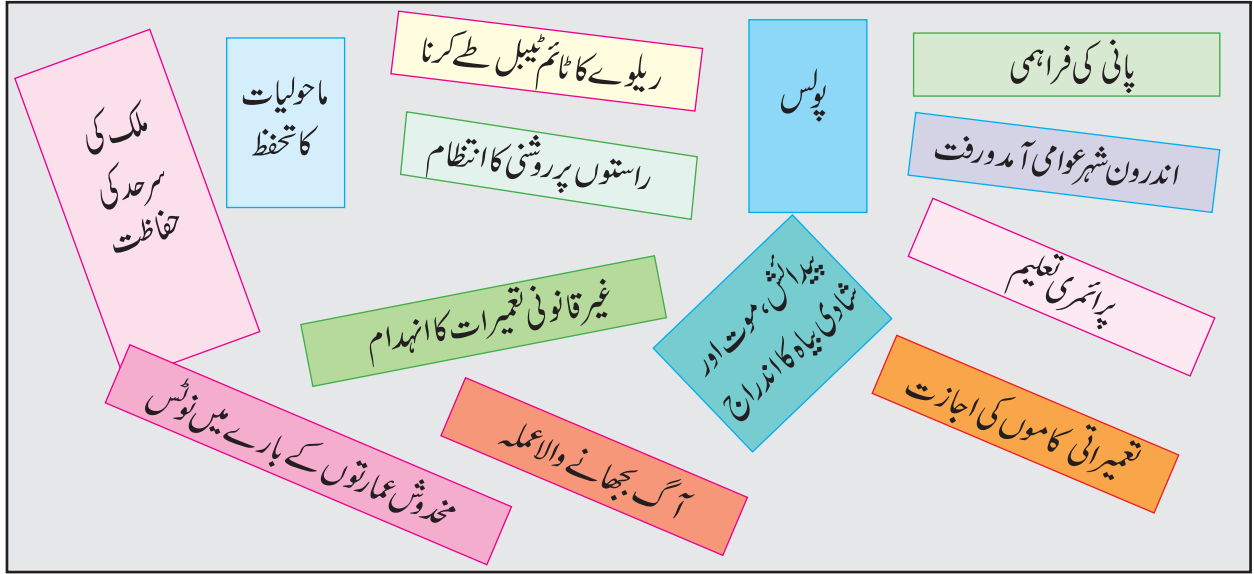 پانی کی فراہمی
پولس
ریلوے کا ٹائم ٹیبل طے کرنا
ماحولیات
کا تحفظ
ملک کی
سرحد کی
حفاظت
اندرون شہر عوامی آمدورفت
راستوں پر روشنی کا انتظام
پرائمری تعلیم
پیدائش، موت اور
شادی بیاہ کا اندراج
غیر قانونی تعمیرات کا انہدام
تعمیراتی کاموں کی اجازت
آگ بجھانے والا عملہ
مخدوش عمارتوں کے بارے میں نوٹس